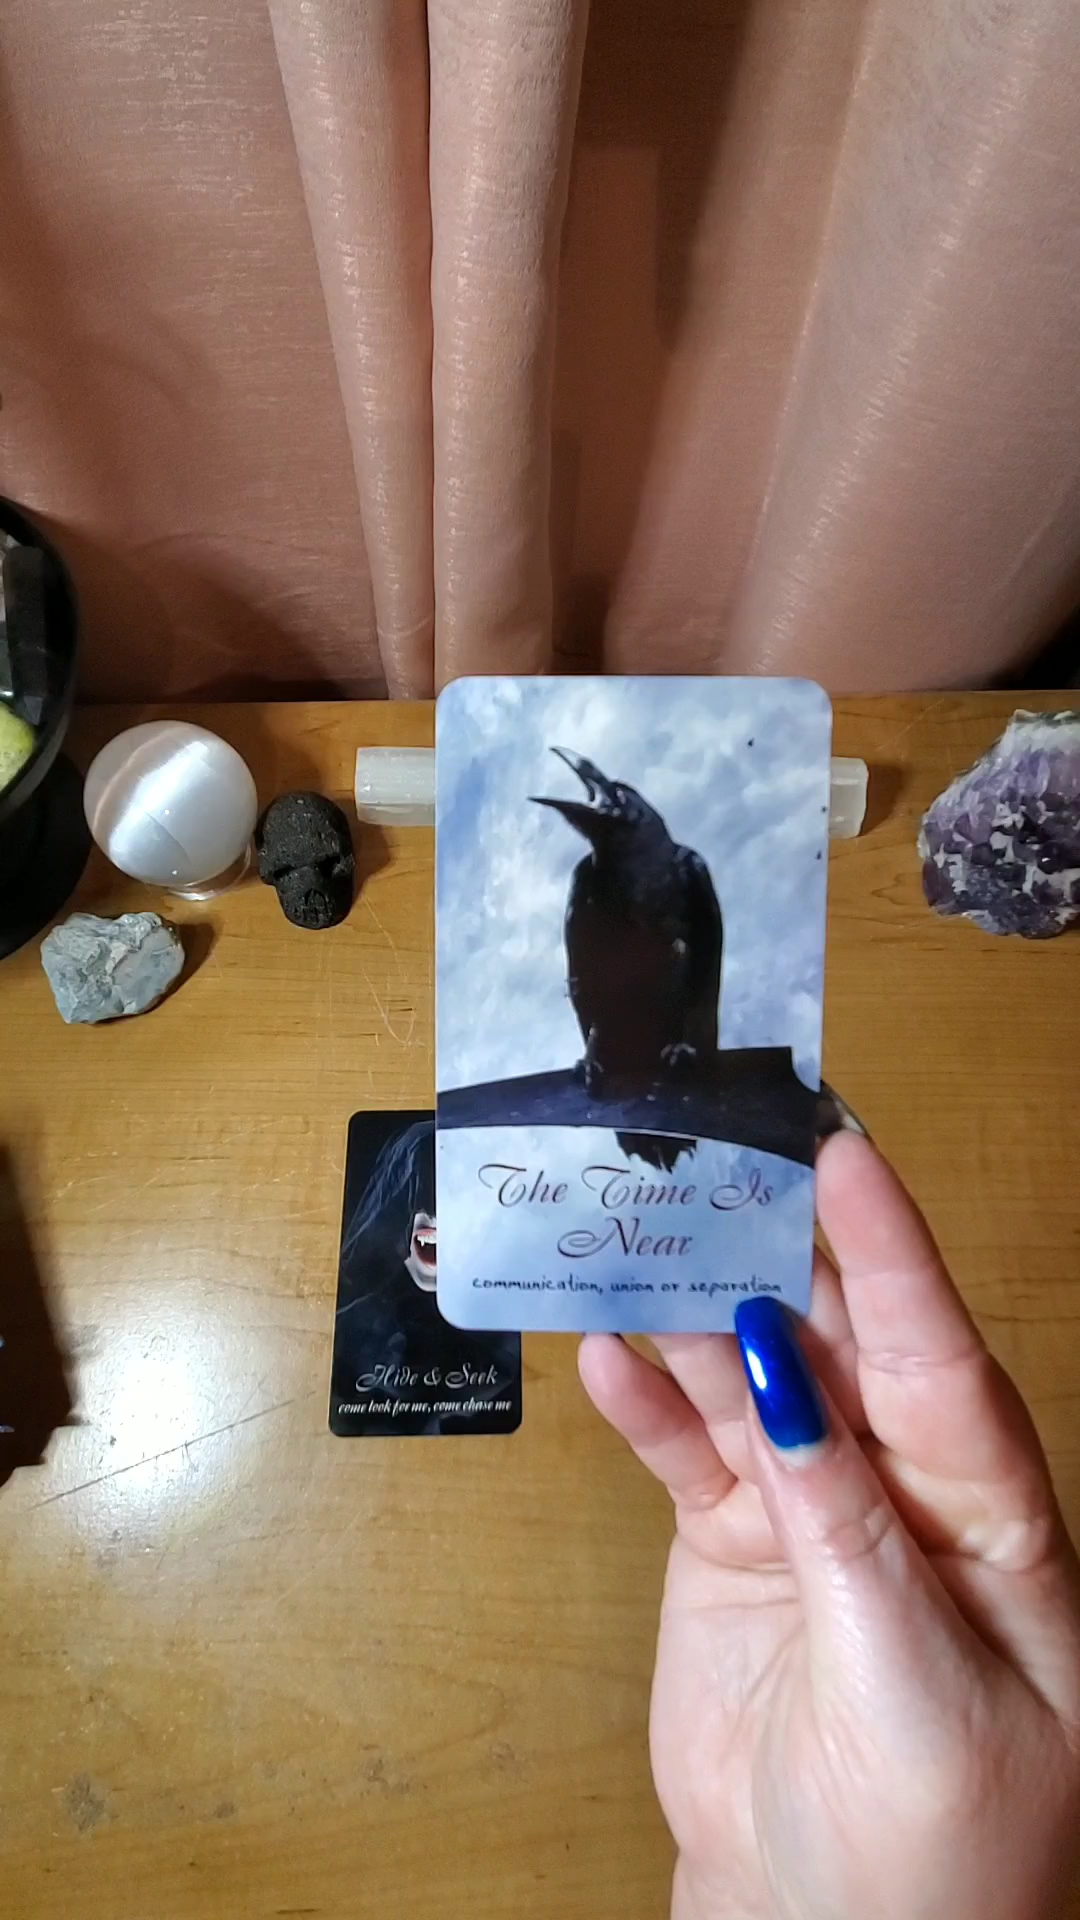 The Time Is
Near
communication, union or separation
Hide & Seek
come look for me, come chase me